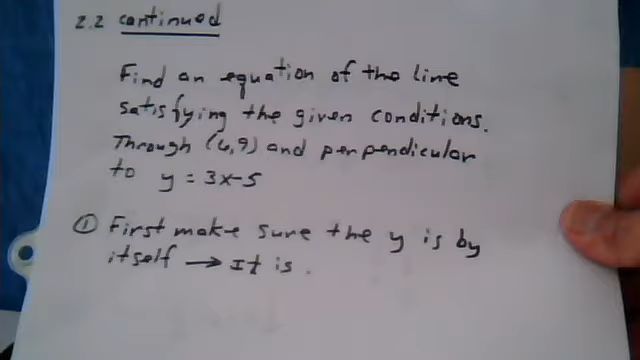 2.2 continued
Find an equation of the line
satisfying the given conditions.
Through (6,9) and perpendicular
to y = 3x-5
① First make sure the y is by
itself → It is.